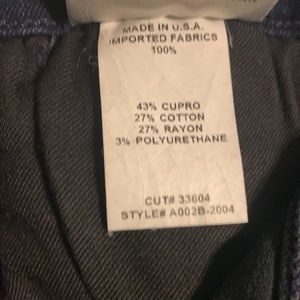 MADE IN U.S.A.
IMPORTED FABRICS
100%
43% CUPRO
27% COTTON
27% RAYON
3% POLYURETHANE
CUT# 33604
STYLE# A002B-2004